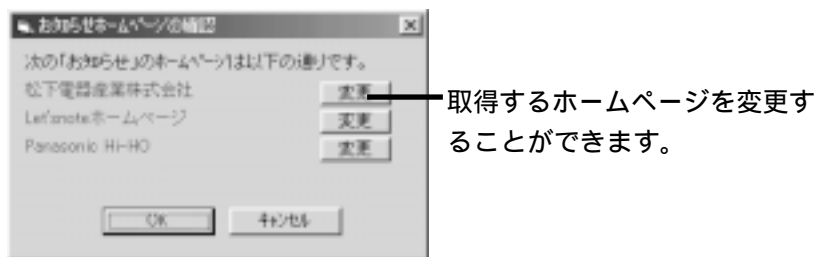 お知らせホームページの確認
次の「お知らせ」のホームページは以下の通りです。
松下電器産業株式会社 変更
Let'snoteホームページ 変更
Panasonic Hi-HO 変更
OK キャンセル
取得するホームページを変更す
ることができます。